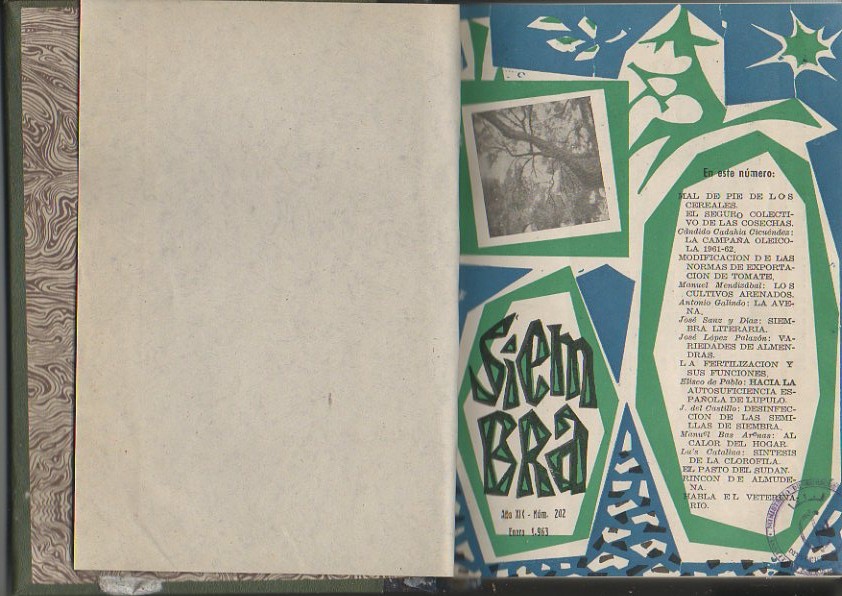 En este número:
MAL DE PIE DE LOS
CEREALES.
EL SEGURO COLECTI-
VO DE LAS COSECHAS.
Cándido Cadahía Cicuéndez:
LA CAMPAÑA OLEICO-
LA 1961-62.
MODIFICACION DE LAS
NORMAS DE EXPORTA-
CION DE TOMATE.
Manuel Mendizábal: LOS
CULTIVOS ARENADOS.
Antonio Galindo: LA AVE-
NA.
José Sanz y Díaz: SIEM-
BRA LITERARIA.
José López Palazón: VA-
RIEDADES DE ALMEN-
DRAS.
LA FERTILIZACION Y
SUS FUNCIONES.
Eliseo de Pablo: HACIA LA
AUTOSUFICIENCIA ES-
PAÑOLA DE LUPULO.
J. del Castillo: DESINFEC-
CION DE LAS SEMI-
LLAS DE SIEMBRA.
Manuel Bas Arenas: AL
CALOR DEL HOGAR.
Lu's Catalina: SINTESIS
DE LA CLOROFILA.
EL PASTO DEL SUDAN.
RINCON DE ALMUDE-
NA.
HABLA EL VETERINA-
RIO.
Siem
BRA
Año XIX - Núm. 202
Enero 1.963